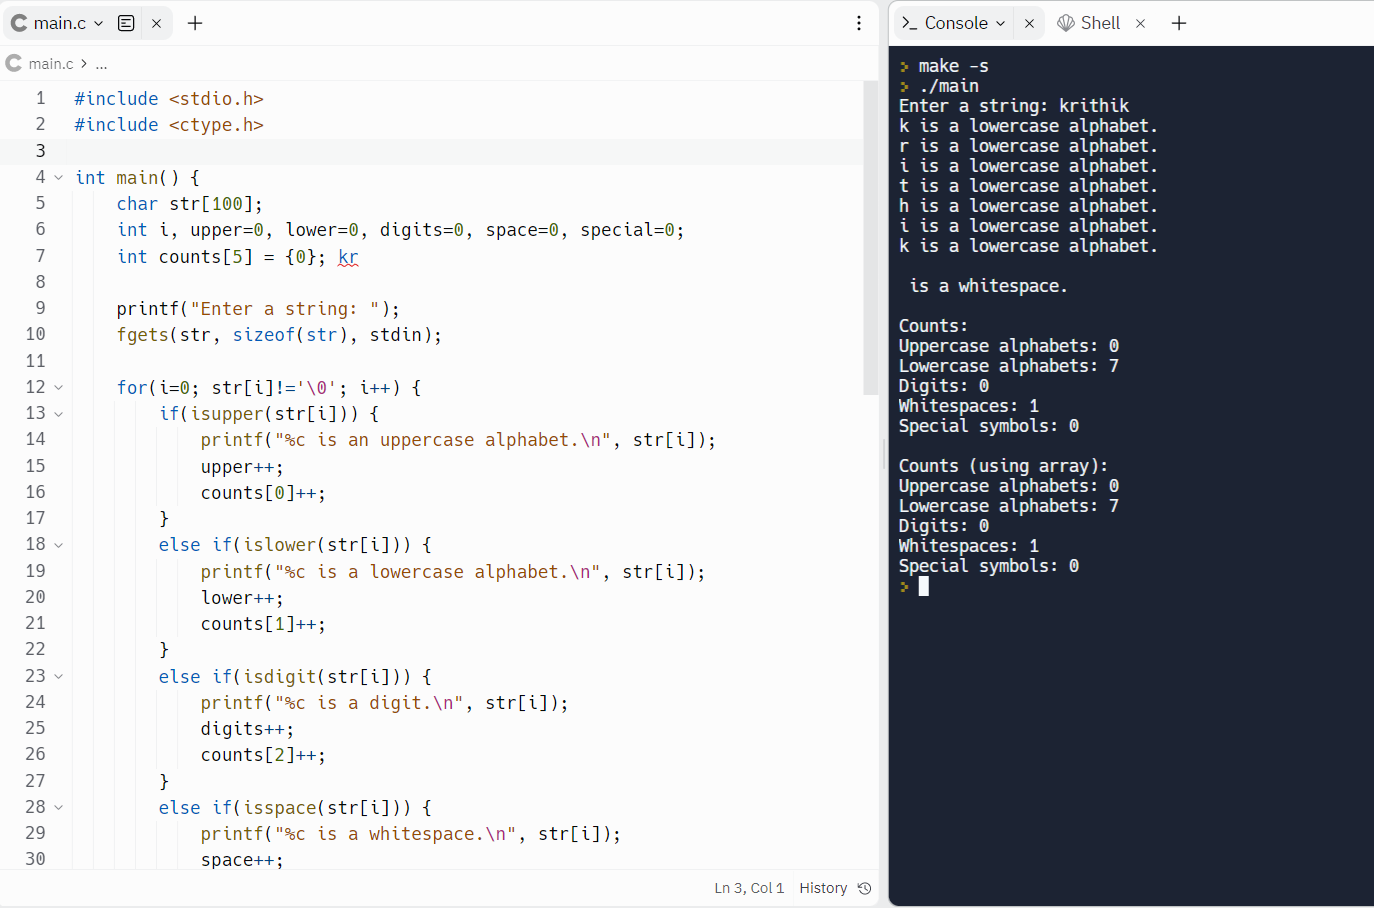 main.c
main.c > ...
1 #include <stdio.h>
2 #include <ctype.h>
3
4 int main() {
5 char str[100];
6 int i, upper=0, lower=0, digits=0, space=0, special=0;
7 int counts[5] = {0}; kr
8
9 printf("Enter a string: ");
10 fgets(str, sizeof(str), stdin);
11
12 for(i=0; str[i]!='\0'; i++) {
13 if(isupper(str[i])) {
14 printf("%c is an uppercase alphabet.\n", str[i]);
15 upper++;
16 counts[0]++;
17 }
18 else if(islower(str[i])) {
19 printf("%c is a lowercase alphabet.\n", str[i]);
20 lower++;
21 counts[1]++;
22 }
23 else if(isdigit(str[i])) {
24 printf("%c is a digit.\n", str[i]);
25 digits++;
26 counts[2]++;
27 }
28 else if(isspace(str[i])) {
29 printf("%c is a whitespace.\n", str[i]);
30 space++;
Ln 3, Col 1 History
Console Shell
> make -s
> ./main
Enter a string: krithik
k is a lowercase alphabet.
r is a lowercase alphabet.
i is a lowercase alphabet.
t is a lowercase alphabet.
h is a lowercase alphabet.
i is a lowercase alphabet.
k is a lowercase alphabet.
is a whitespace.
Counts:
Uppercase alphabets: 0
Lowercase alphabets: 7
Digits: 0
Whitespaces: 1
Special symbols: 0
Counts (using array):
Uppercase alphabets: 0
Lowercase alphabets: 7
Digits: 0
Whitespaces: 1
Special symbols: 0
>